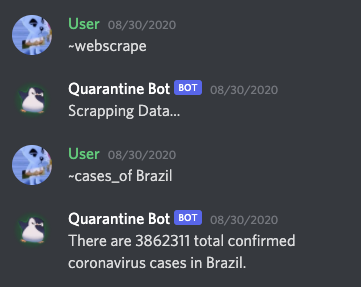 User 08/30/2020
~webscrape
Quarantine Bot BOT 08/30/2020
Scrapping Data...
User 08/30/2020
~cases_of Brazil
Quarantine Bot BOT 08/30/2020
There are 3862311 total confirmed
coronavirus cases in Brazil.